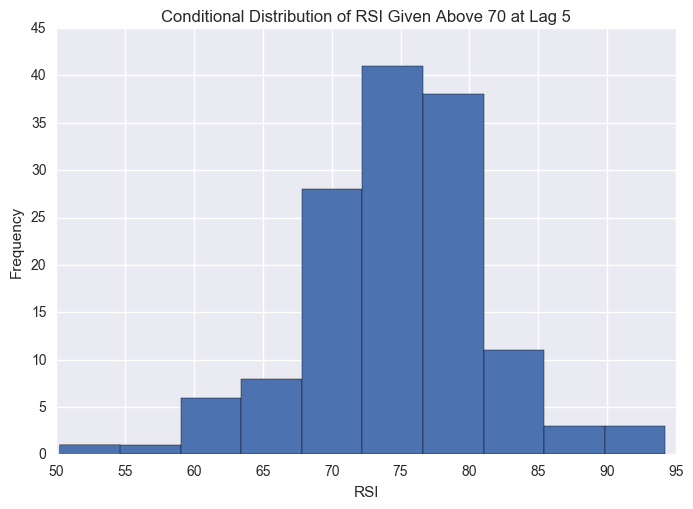 Conditional Distribution of RSI Given Above 70 at Lag 5
45
40
35
30
25
20
15
10
5
0
Frequency
50 55 60 65 70 75 80 85 90 95
RSI